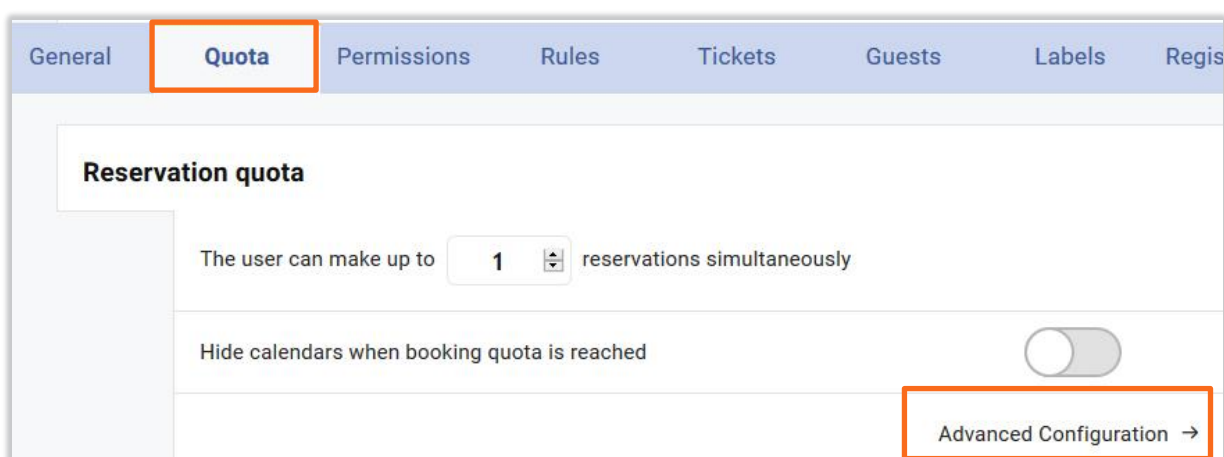 General Quota Permissions Rules Tickets Guests Labels Regis
Reservation quota
The user can make up to 1 reservations simultaneously
Hide calendars when booking quota is reached
Advanced Configuration →